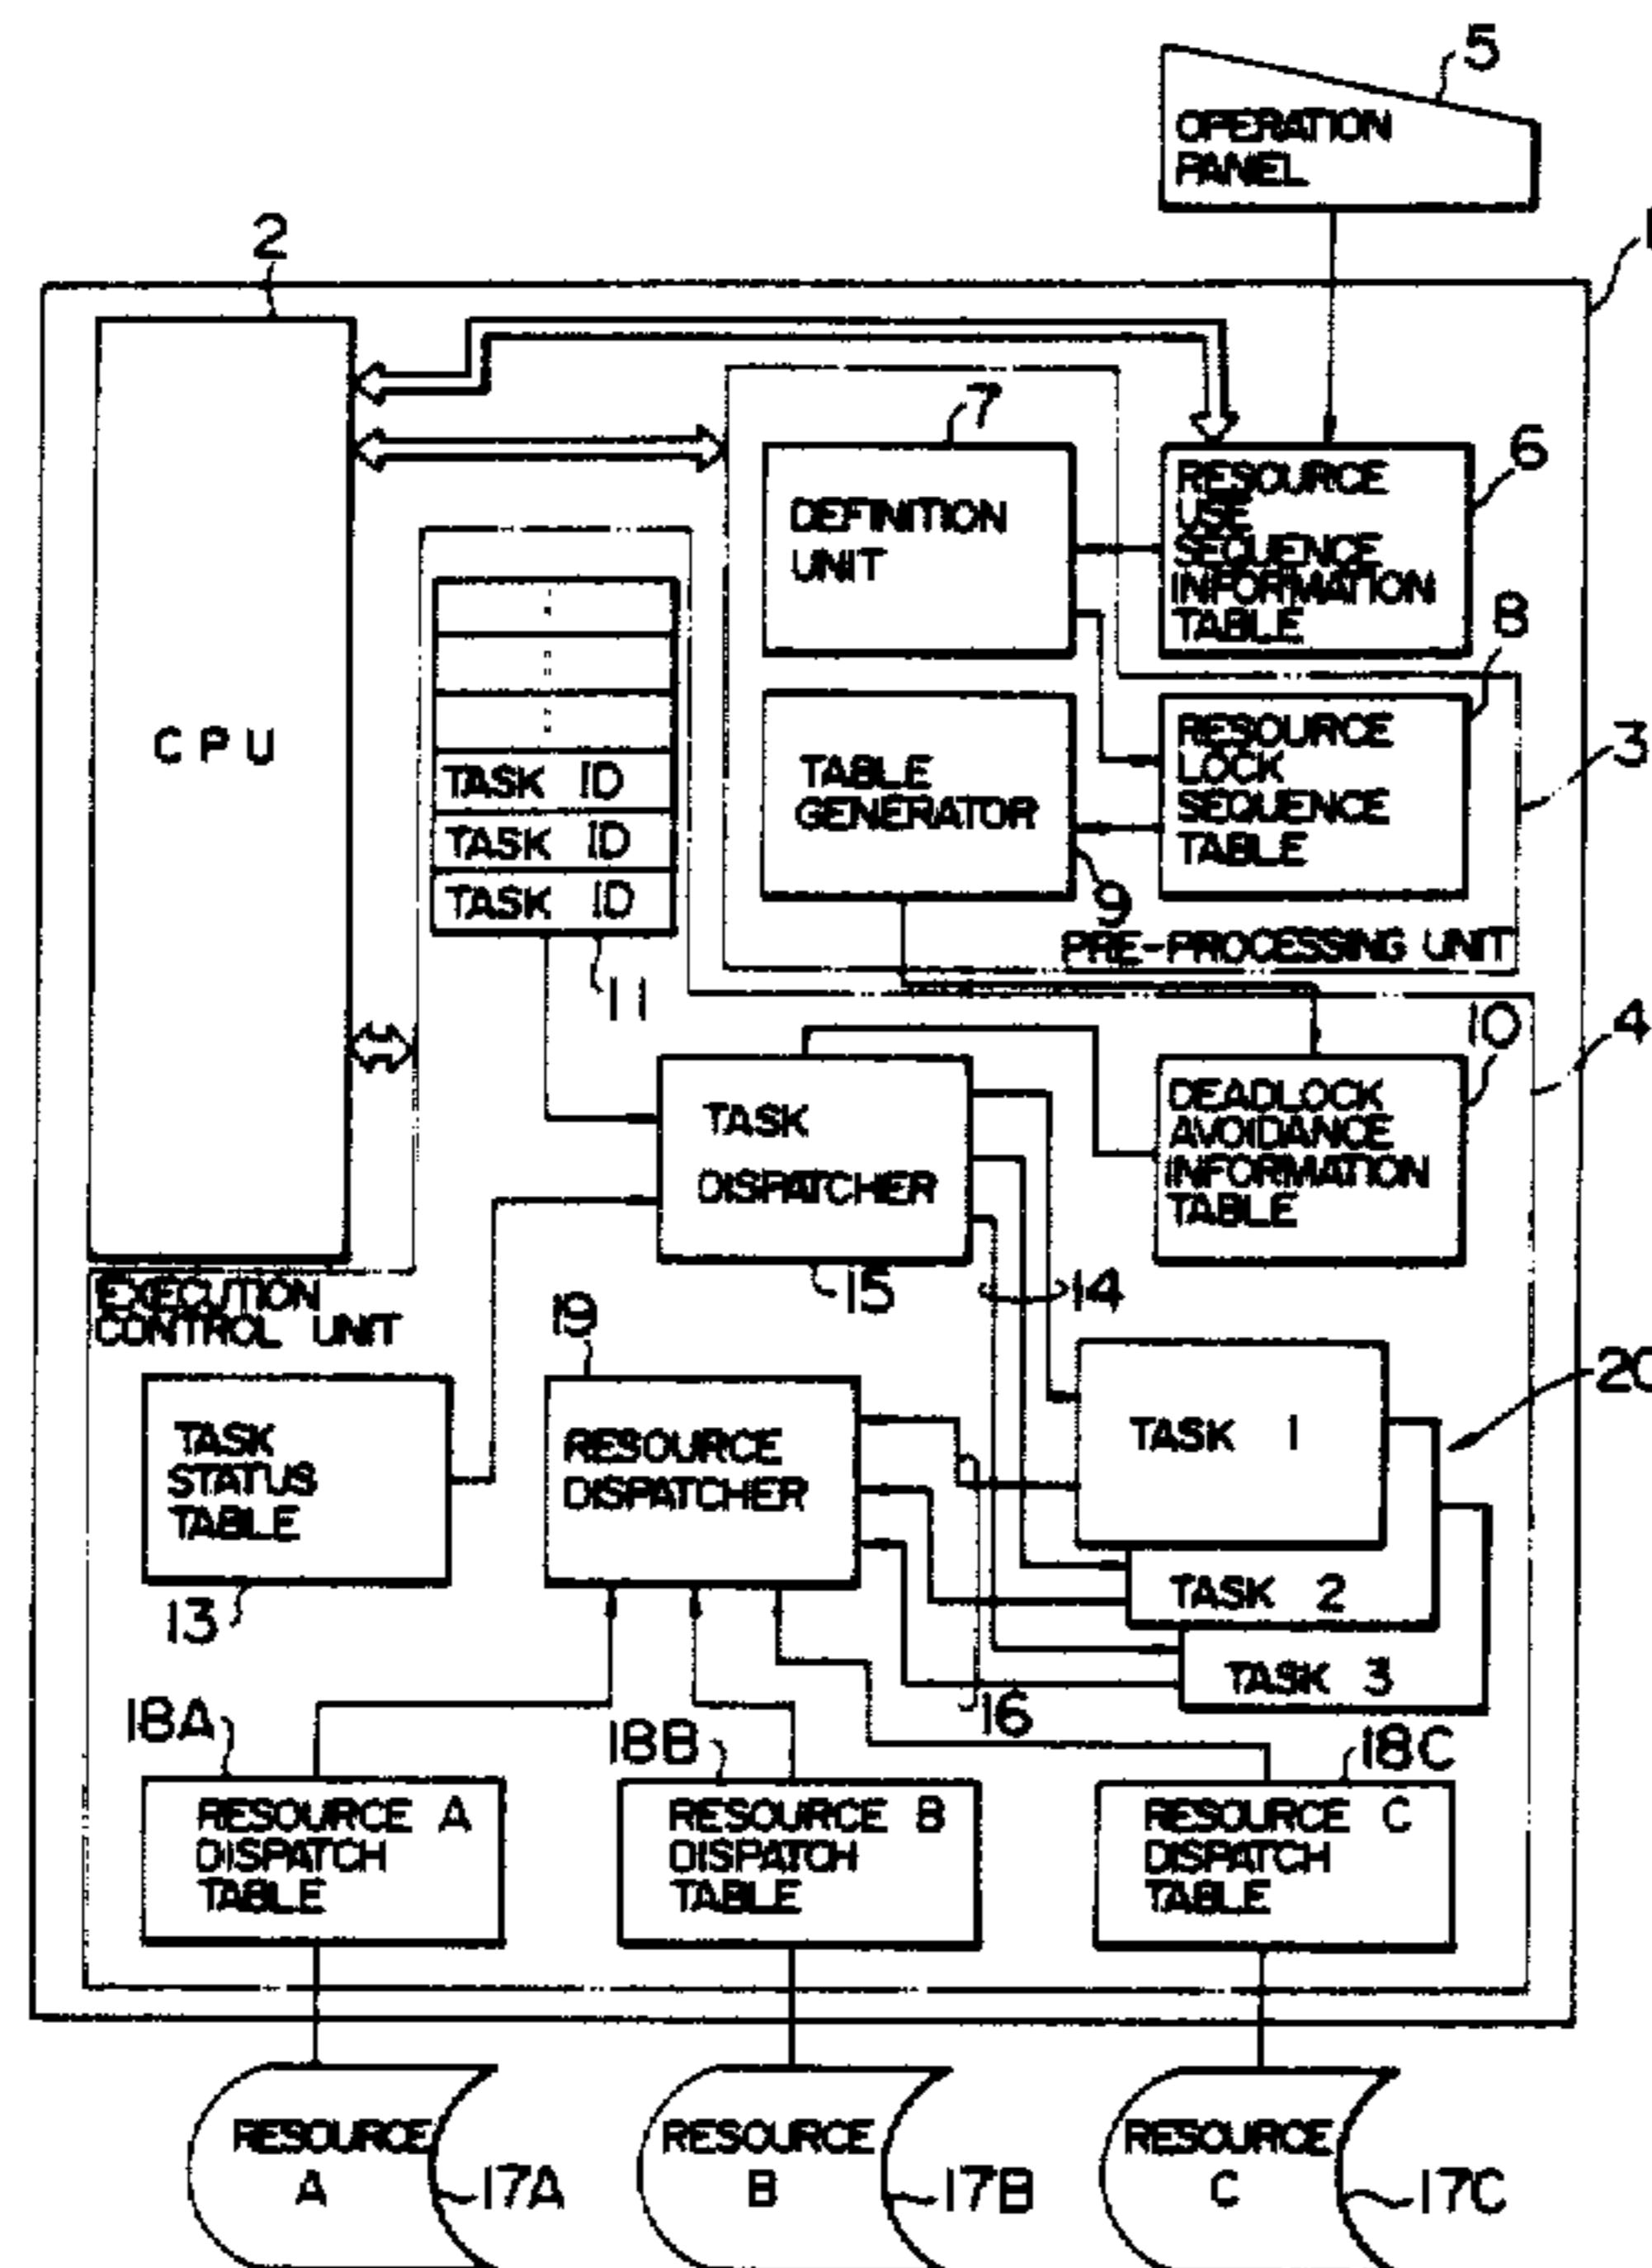 5
OPERATION
PANEL
1
2
CPU
7
DEFINITION
UNIT
6
RESOURCE
USE
SEQUENCE
INFORMATION
TABLE
8
RESOURCE
LOCK
SEQUENCE
TABLE
3
TABLE
GENERATOR
9
PRE-PROCESSING UNIT
TASK ID
TASK ID
TASK ID
11
4
10
DEADLOCK
AVOIDANCE
INFORMATION
TABLE
TASK
DISPATCHER
15
14
EXECUTION
CONTROL UNIT
19
20
TASK
STATUS
TABLE
13
RESOURCE
DISPATCHER
TASK 1
TASK 2
TASK 3
16
18A
RESOURCE A
DISPATCH
TABLE
18B
RESOURCE B
DISPATCH
TABLE
18C
RESOURCE C
DISPATCH
TABLE
RESOURCE
A
17A
RESOURCE
B
17B
RESOURCE
C
17C